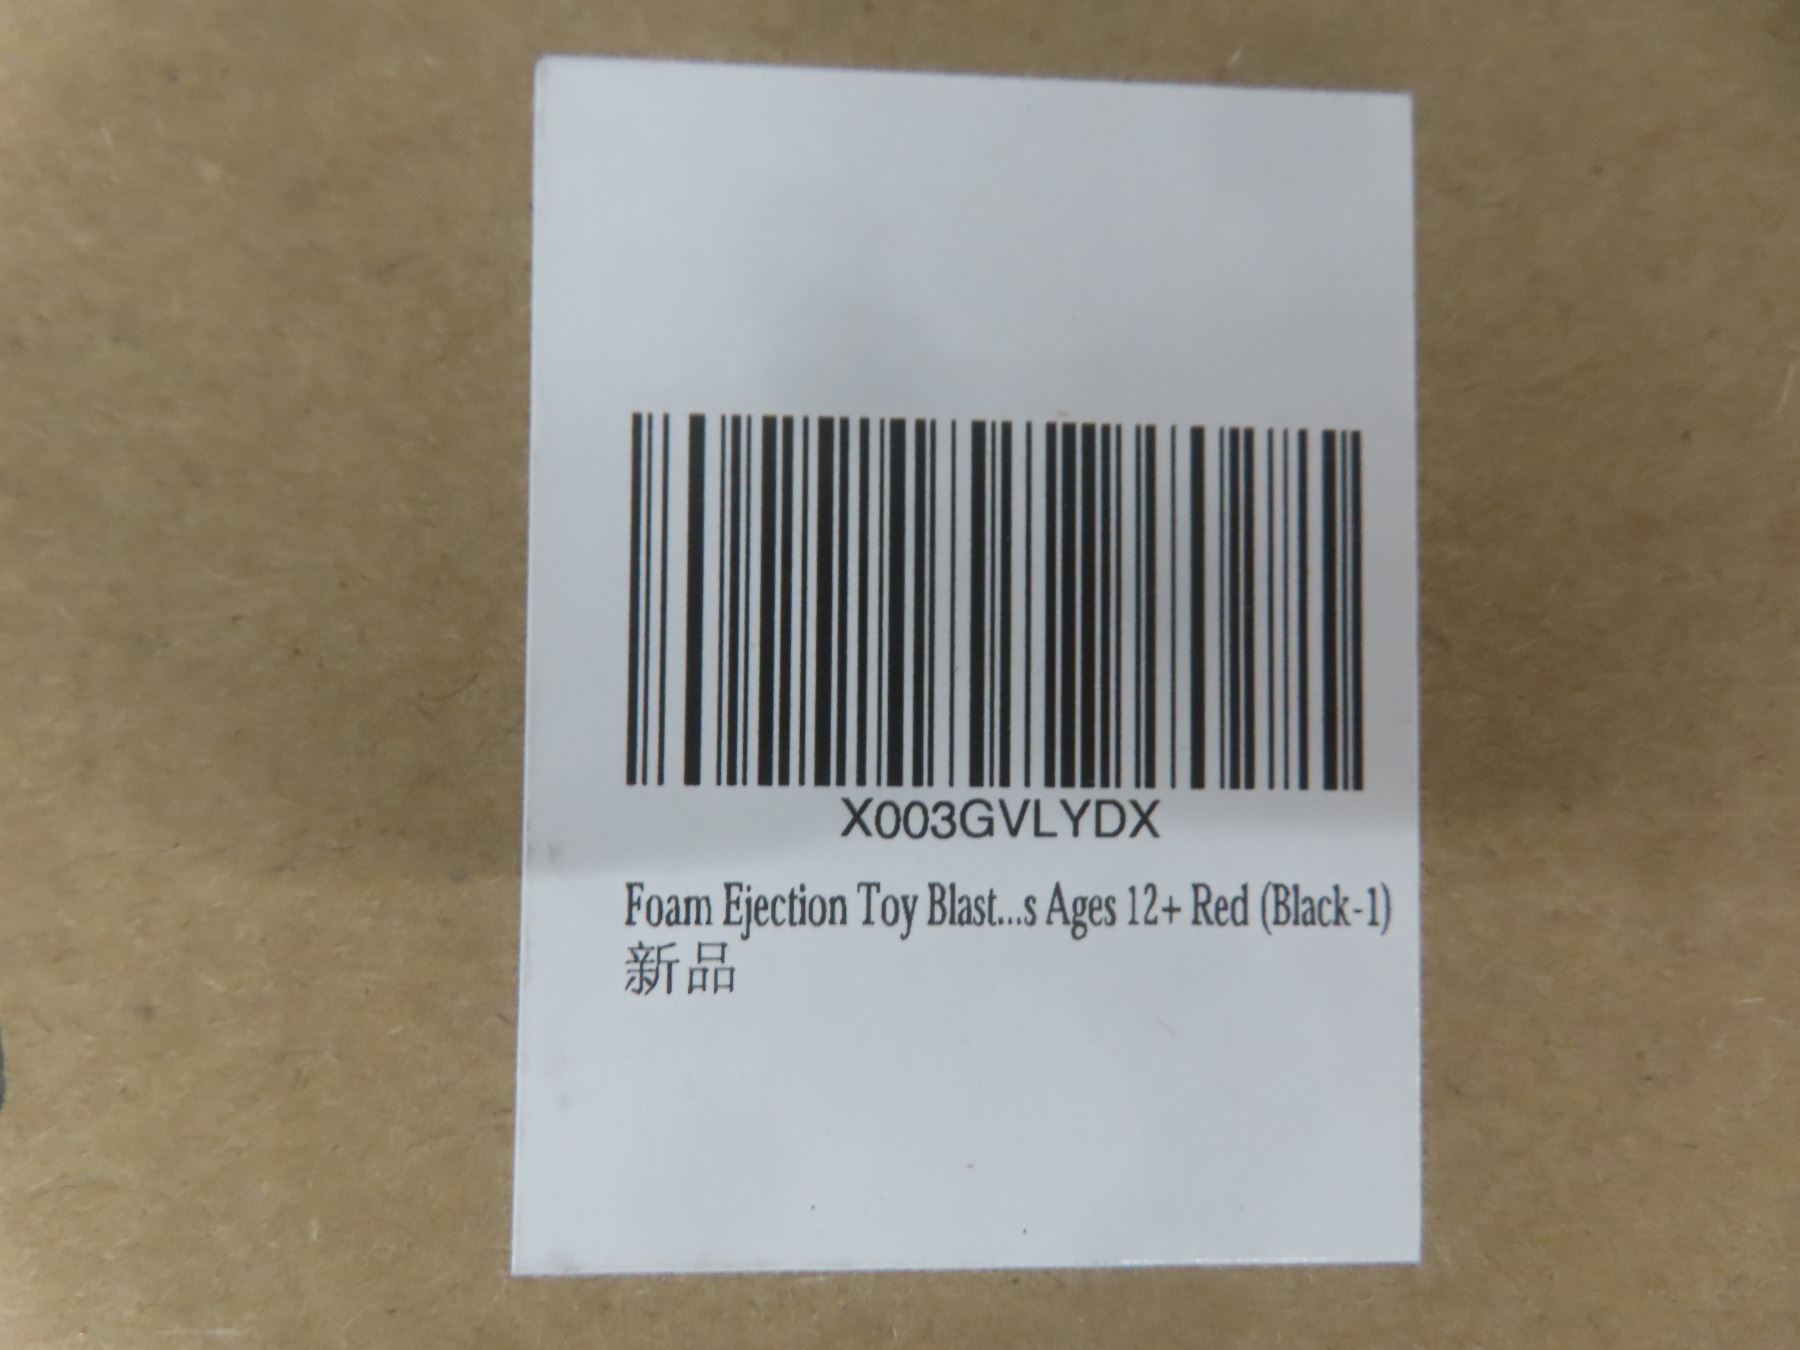 X003GVLYDX
Foam Ejection Toy Blast...s Ages 12+ Red (Black-1)
新品